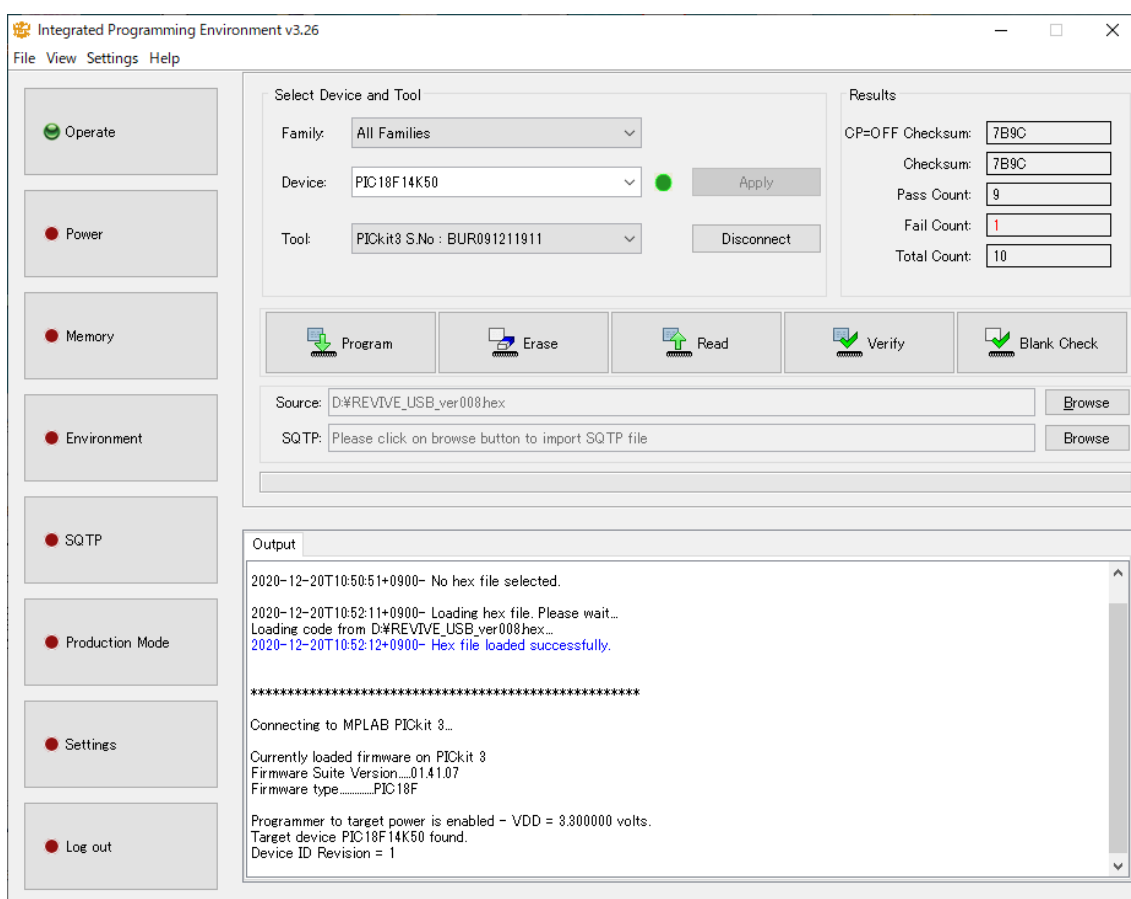 Integrated Programming Environment v3.26
File View Settings Help
Operate
Power
Memory
Environment
SQTP
Production Mode
Settings
Log out
Select Device and Tool
Family: All Families
Device: PIC18F14K50 Apply
Tool: PICkit3 S.No : BUR091211911 Disconnect
Results
CP=OFF Checksum: 7B9C
Checksum: 7B9C
Pass Count: 9
Fail Count: 1
Total Count: 10
Program Erase Read Verify Blank Check
Source: D:¥REVIVE_USB_ver008.hex Browse
SQTP: Please click on browse button to import SQTP file Browse
Output
2020-12-20T10:50:51+0900- No hex file selected.
2020-12-20T10:52:11+0900- Loading hex file. Please wait...
Loading code from D:¥REVIVE_USB_ver008.hex...
2020-12-20T10:52:12+0900- Hex file loaded successfully.
*****************************************************
Connecting to MPLAB PICkit 3...
Currently loaded firmware on PICkit 3
Firmware Suite Version.....01.41.07
Firmware type..............PIC18F
Programmer to target power is enabled - VDD = 3.300000 volts.
Target device PIC18F14K50 found.
Device ID Revision = 1